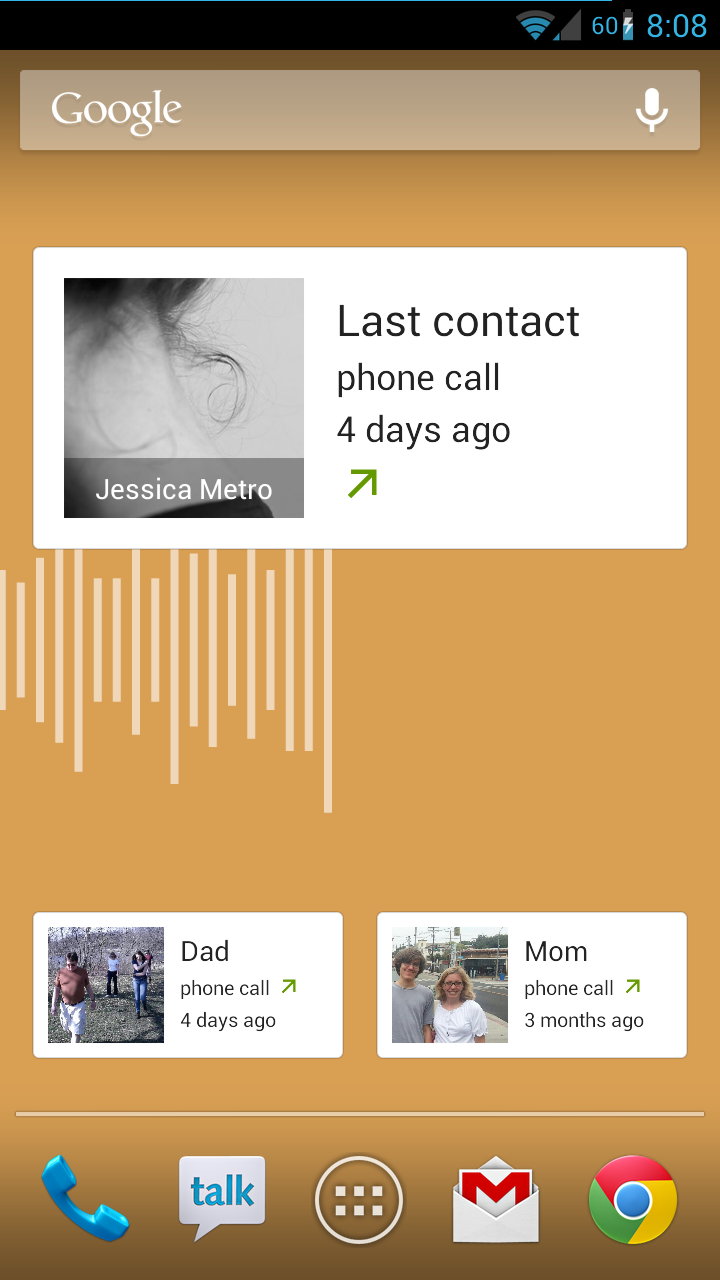 60 8:08
Google
Last contact
phone call
4 days ago
Jessica Metro
Dad
phone call
4 days ago
Mom
phone call
3 months ago
talk